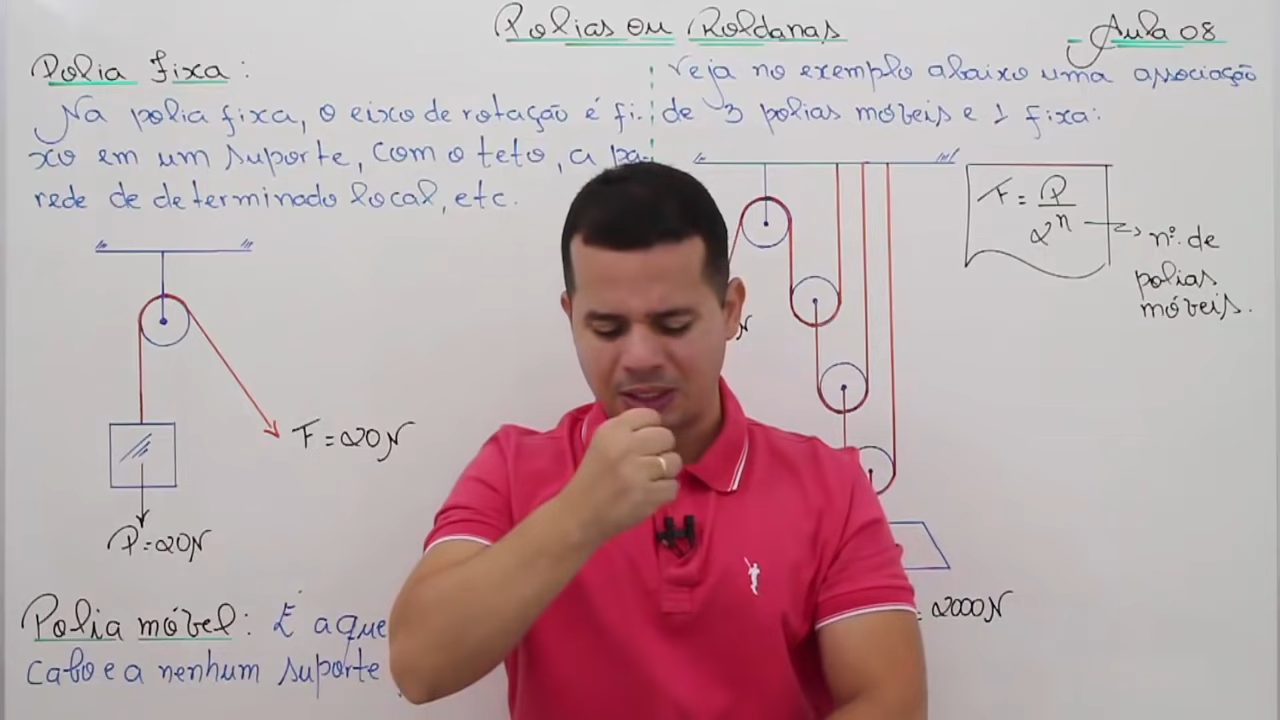 Polias ou Roldanas
Aula 08
Polia fixa:
Na polia fixa, o eixo de rotação é fi-
xo em um suporte, com o teto, a pa-
rede de determinado local, etc.
F = 20N
P = 20N
Polia móvel: É aque
cabo e a nenhum suporte
Veja no exemplo abaixo uma associação
de 3 polias móveis e 1 fixa:
F = P/2ⁿ
nº. de
polias
móveis.
N
= 2000N